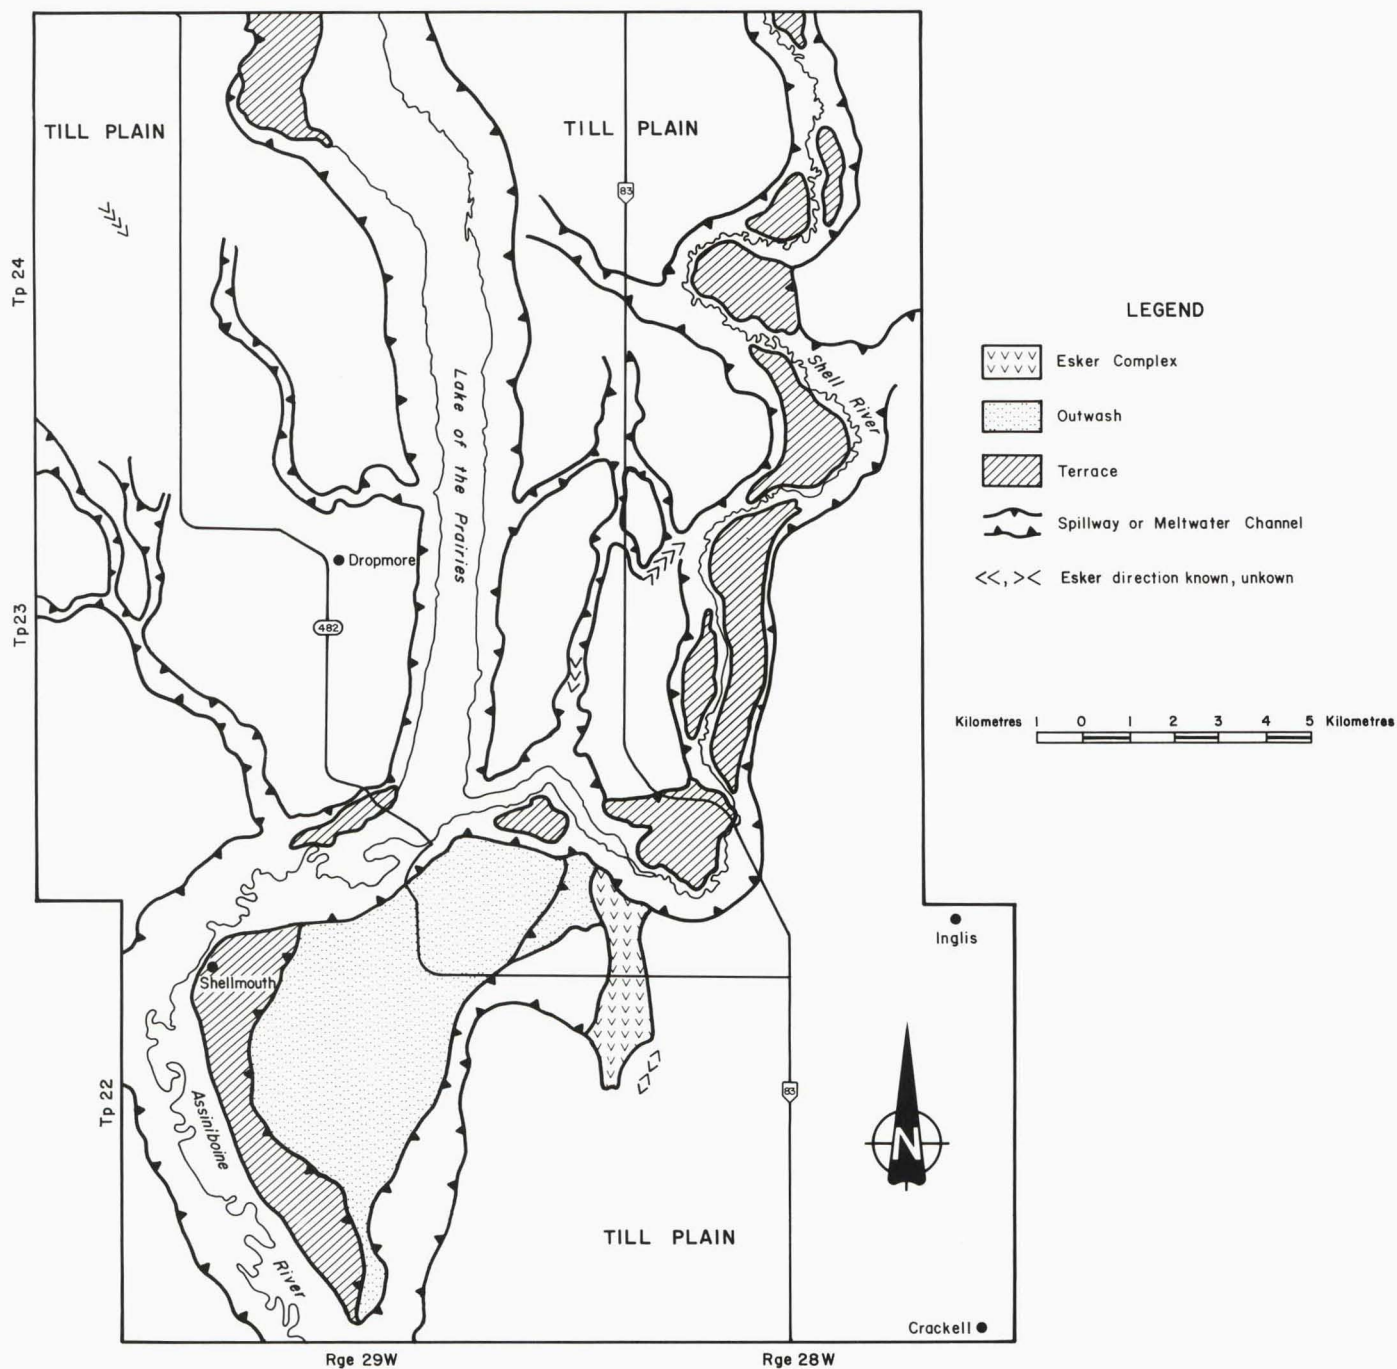 TILL PLAIN
TILL PLAIN
83
Tp 24
LEGEND
Esker Complex
Outwash
Terrace
Spillway or Meltwater Channel
<<, >< Esker direction known, unkown
Shell River
Lake of the Prairies
Dropmore
482
Tp23
Kilometres 1 0 1 2 3 4 5 Kilometres
Inglis
Shellmouth
Tp 22
83
Assiniboine River
N
TILL PLAIN
Crackell
Rge 29W
Rge 28W